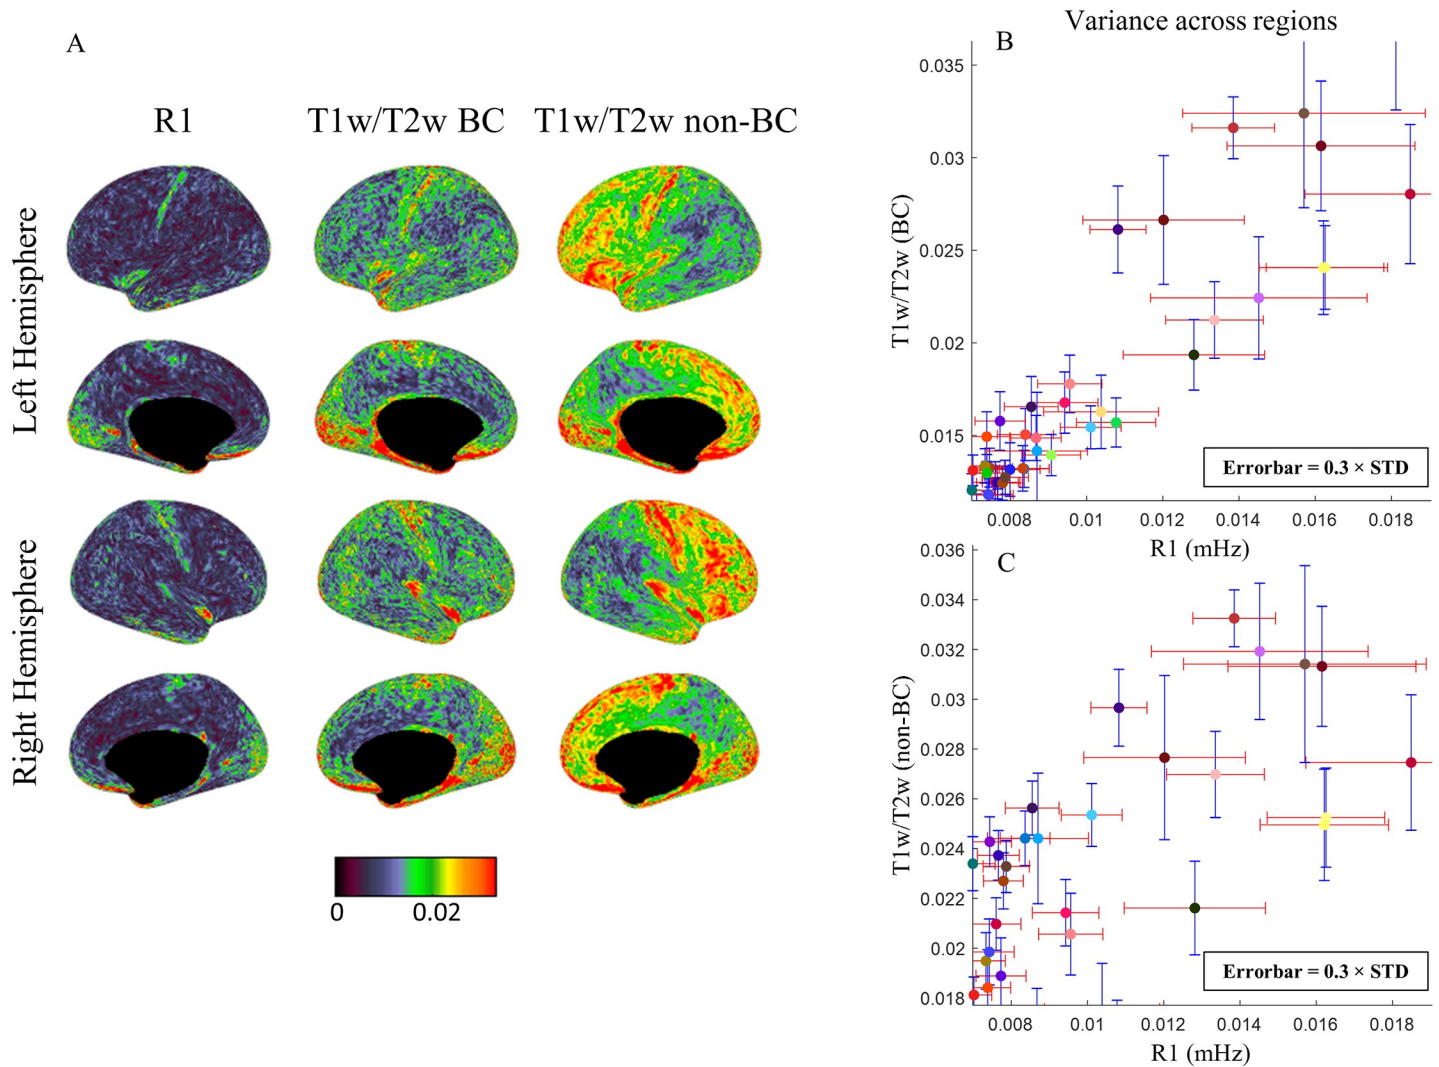 A
R1
T1w/T2w BC
T1w/T2w non-BC
Left Hemisphere
Right Hemisphere
0
0.02
Variance across regions
B
0.035
0.03
0.025
0.02
0.015
T1w/T2w (BC)
Errorbar = 0.3 × STD
0.008
0.01
0.012
0.014
0.016
0.018
R1 (mHz)
C
0.036
0.034
0.032
0.03
0.028
0.026
0.024
0.022
0.02
0.018
T1w/T2w (non-BC)
Errorbar = 0.3 × STD
0.008
0.01
0.012
0.014
0.016
0.018
R1 (mHz)